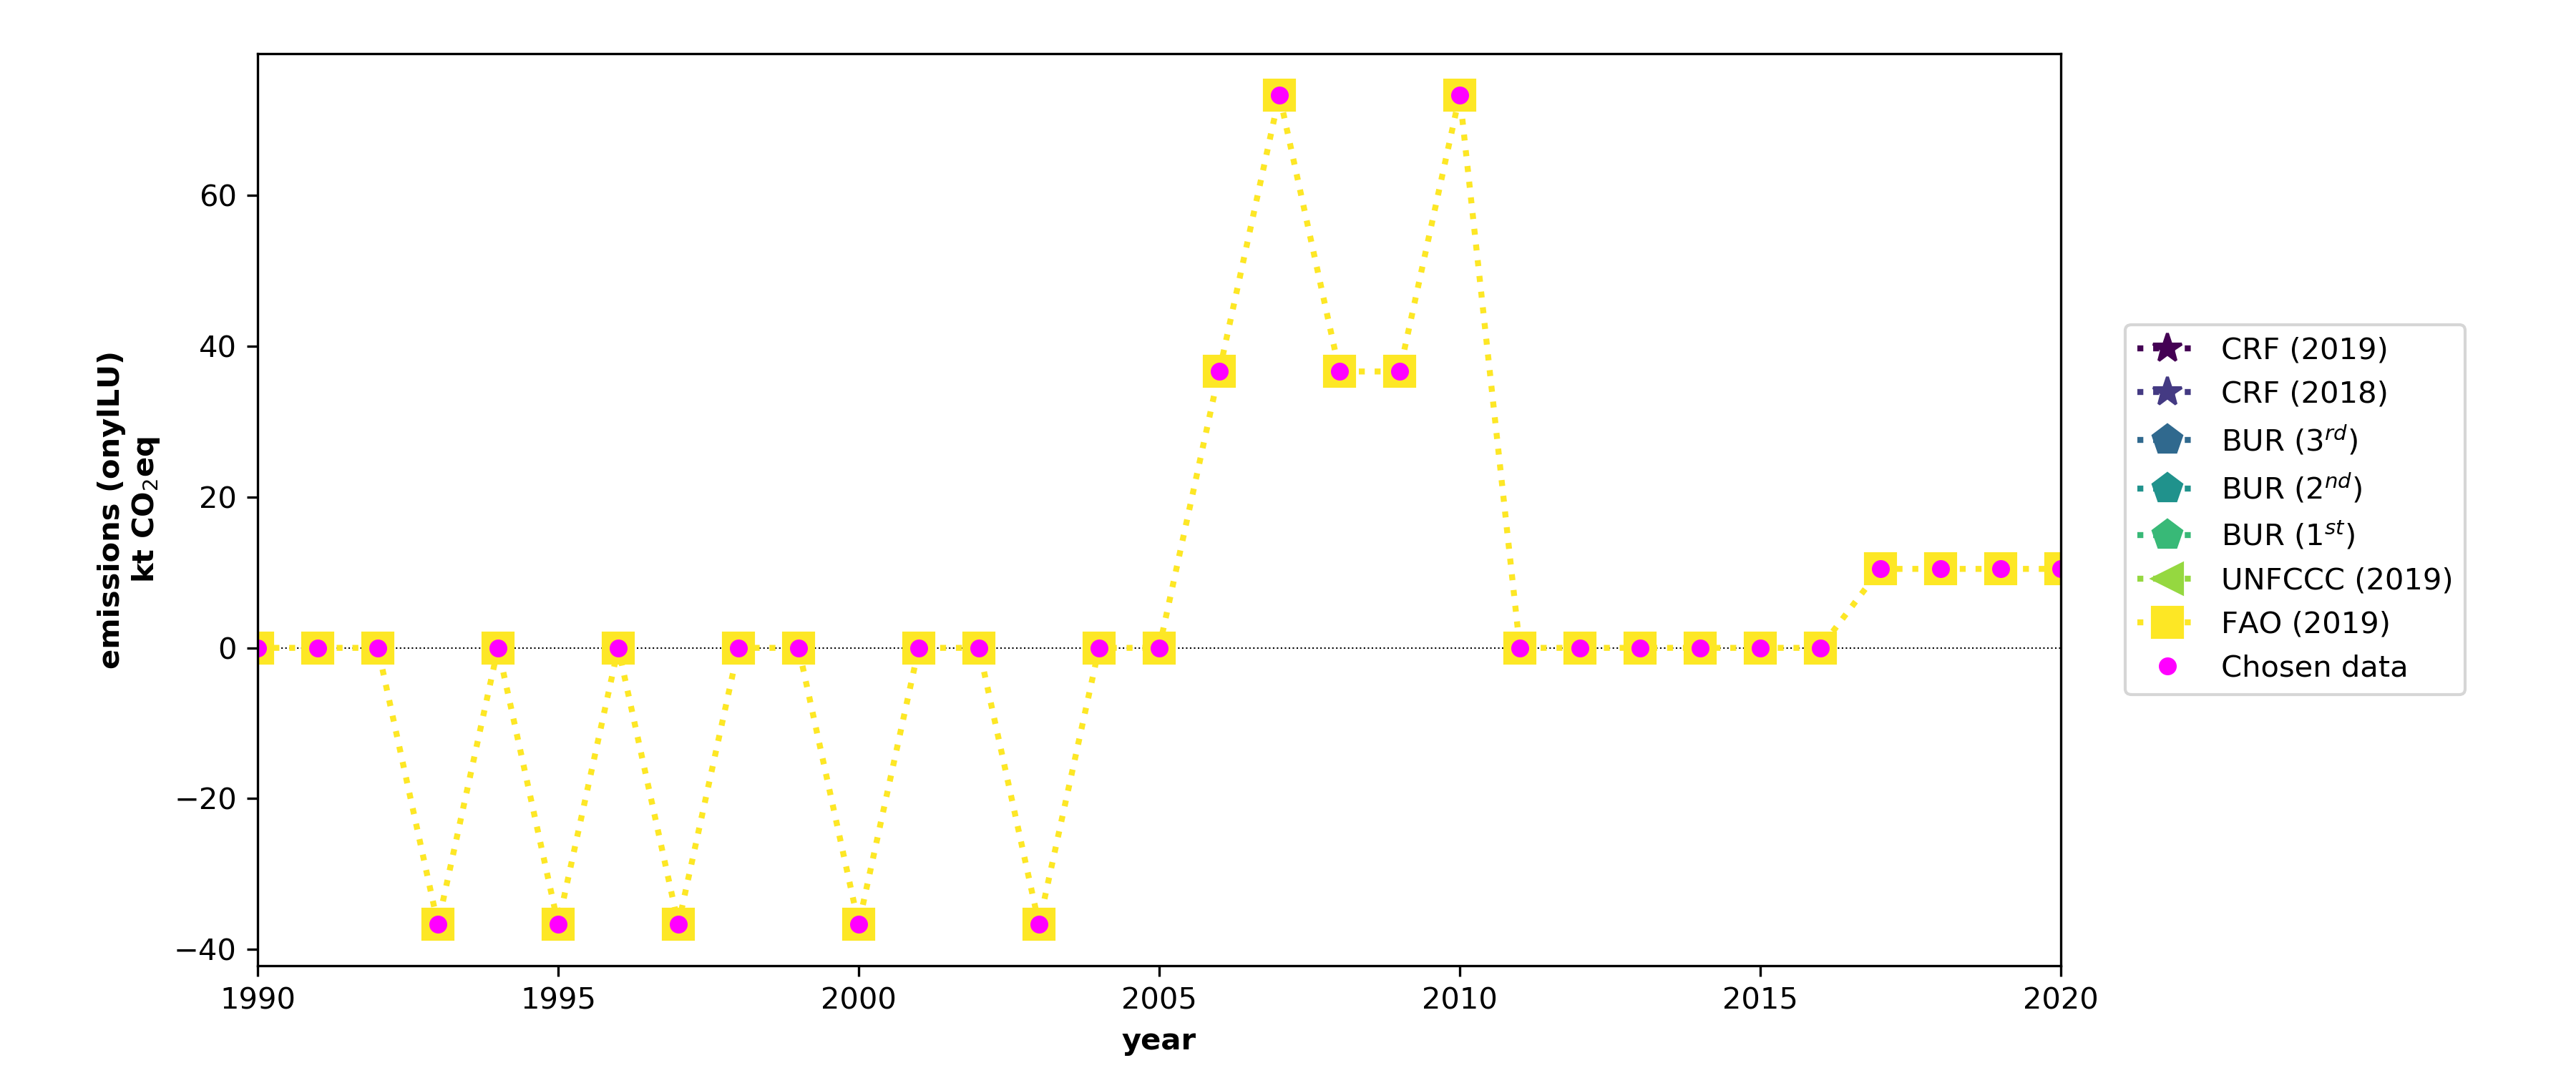 emissions (onylLU)
kt CO₂eq
60
40
20
0
−20
−40
1990
1995
2000
2005
2010
2015
2020
year
CRF (2019)
CRF (2018)
BUR (3ʳᵈ)
BUR (2ⁿᵈ)
BUR (1ˢᵗ)
UNFCCC (2019)
FAO (2019)
Chosen data